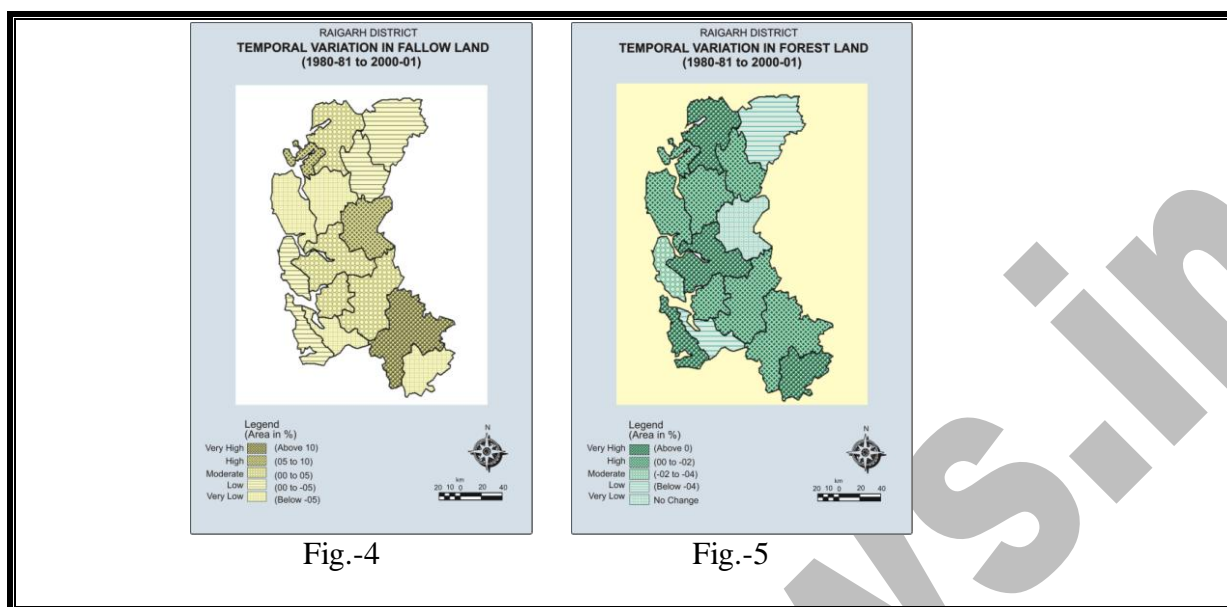 RAIGARH DISTRICT
TEMPORAL VARIATION IN FALLOW LAND
(1980-81 to 2000-01)
Legend
(Area in %)
Very High (Above 10)
High (05 to 10)
Moderate (00 to 05)
Low (00 to -05)
Very Low (Below -05)
N
km
20 10 0 20 40
Fig.-4
RAIGARH DISTRICT
TEMPORAL VARIATION IN FOREST LAND
(1980-81 to 2000-01)
Legend
(Area in %)
Very High (Above 0)
High (00 to -02)
Moderate (-02 to -04)
Low (Below -04)
Very Low No Change
N
km
20 10 0 20 40
Fig.-5
vs.in